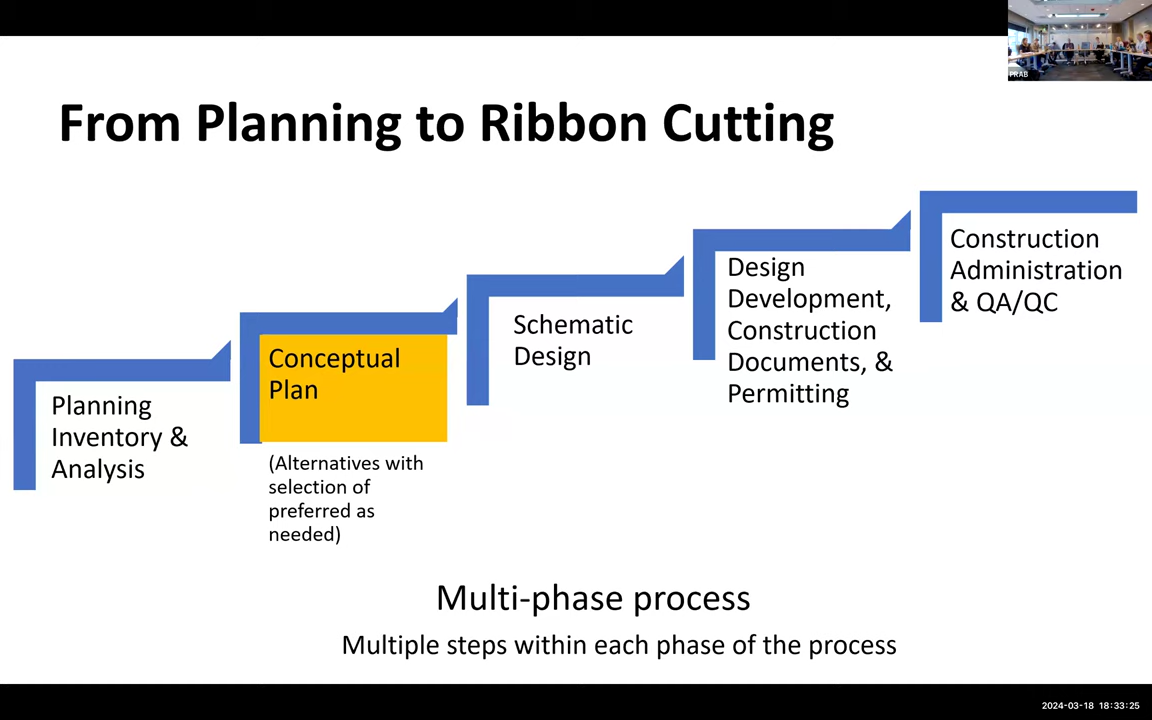 PRAB
From Planning to Ribbon Cutting
Planning
Inventory &
Analysis
Conceptual
Plan
(Alternatives with
selection of
preferred as
needed)
Schematic
Design
Design
Development,
Construction
Documents, &
Permitting
Construction
Administration
& QA/QC
Multi-phase process
Multiple steps within each phase of the process
2024-03-18 18:33:25